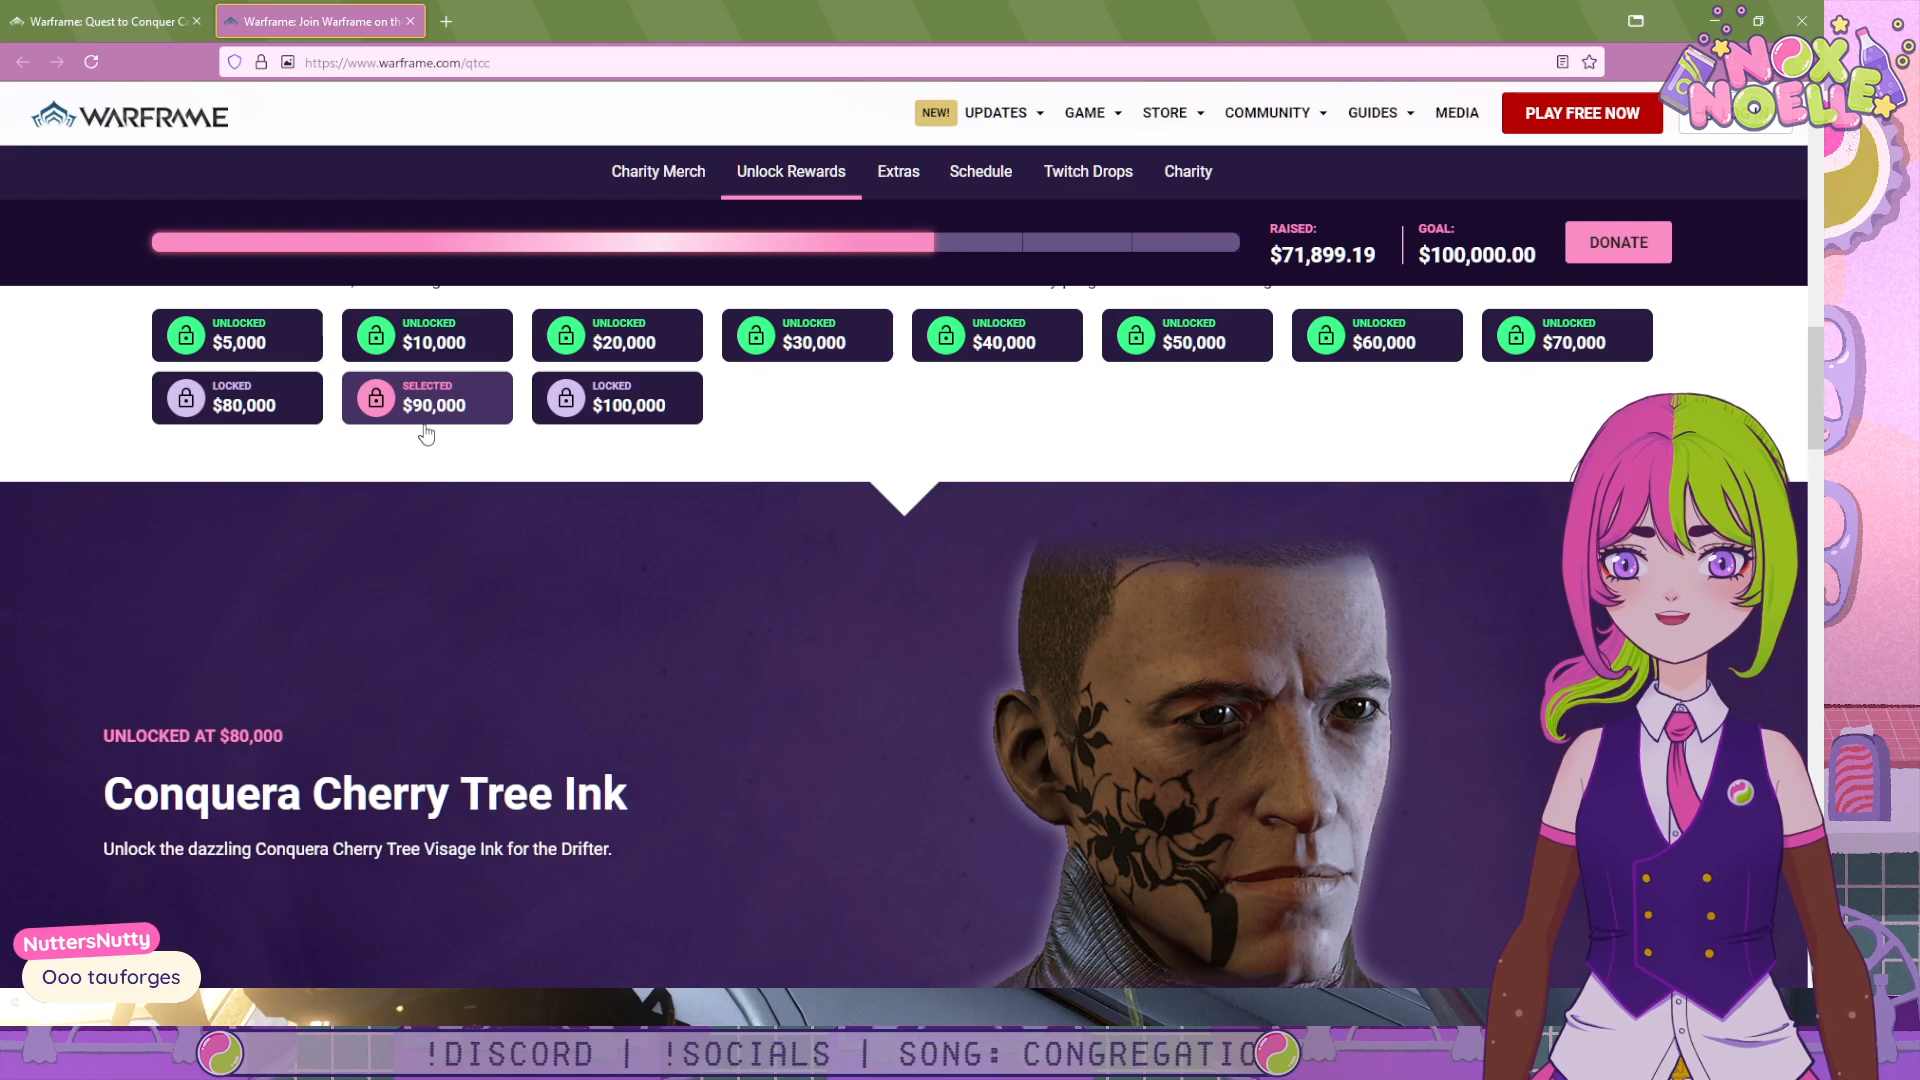 Warframe: Quest to Conquer C
Warframe: Join Warframe on th
https://www.warframe.com/qtcc
NOX NOELLE
WARFRAME
NEW! UPDATES GAME STORE COMMUNITY GUIDES MEDIA PLAY FREE NOW
Charity Merch Unlock Rewards Extras Schedule Twitch Drops Charity
RAISED: GOAL:
$71,899.19 $100,000.00 DONATE
UNLOCKED UNLOCKED UNLOCKED UNLOCKED UNLOCKED UNLOCKED UNLOCKED UNLOCKED
$5,000 $10,000 $20,000 $30,000 $40,000 $50,000 $60,000 $70,000
LOCKED SELECTED LOCKED
$80,000 $90,000 $100,000
UNLOCKED AT $80,000
Conquera Cherry Tree Ink
Unlock the dazzling Conquera Cherry Tree Visage Ink for the Drifter.
NuttersNutty
Ooo tauforges
!DISCORD | !SOCIALS | SONG: CONGREGATIO